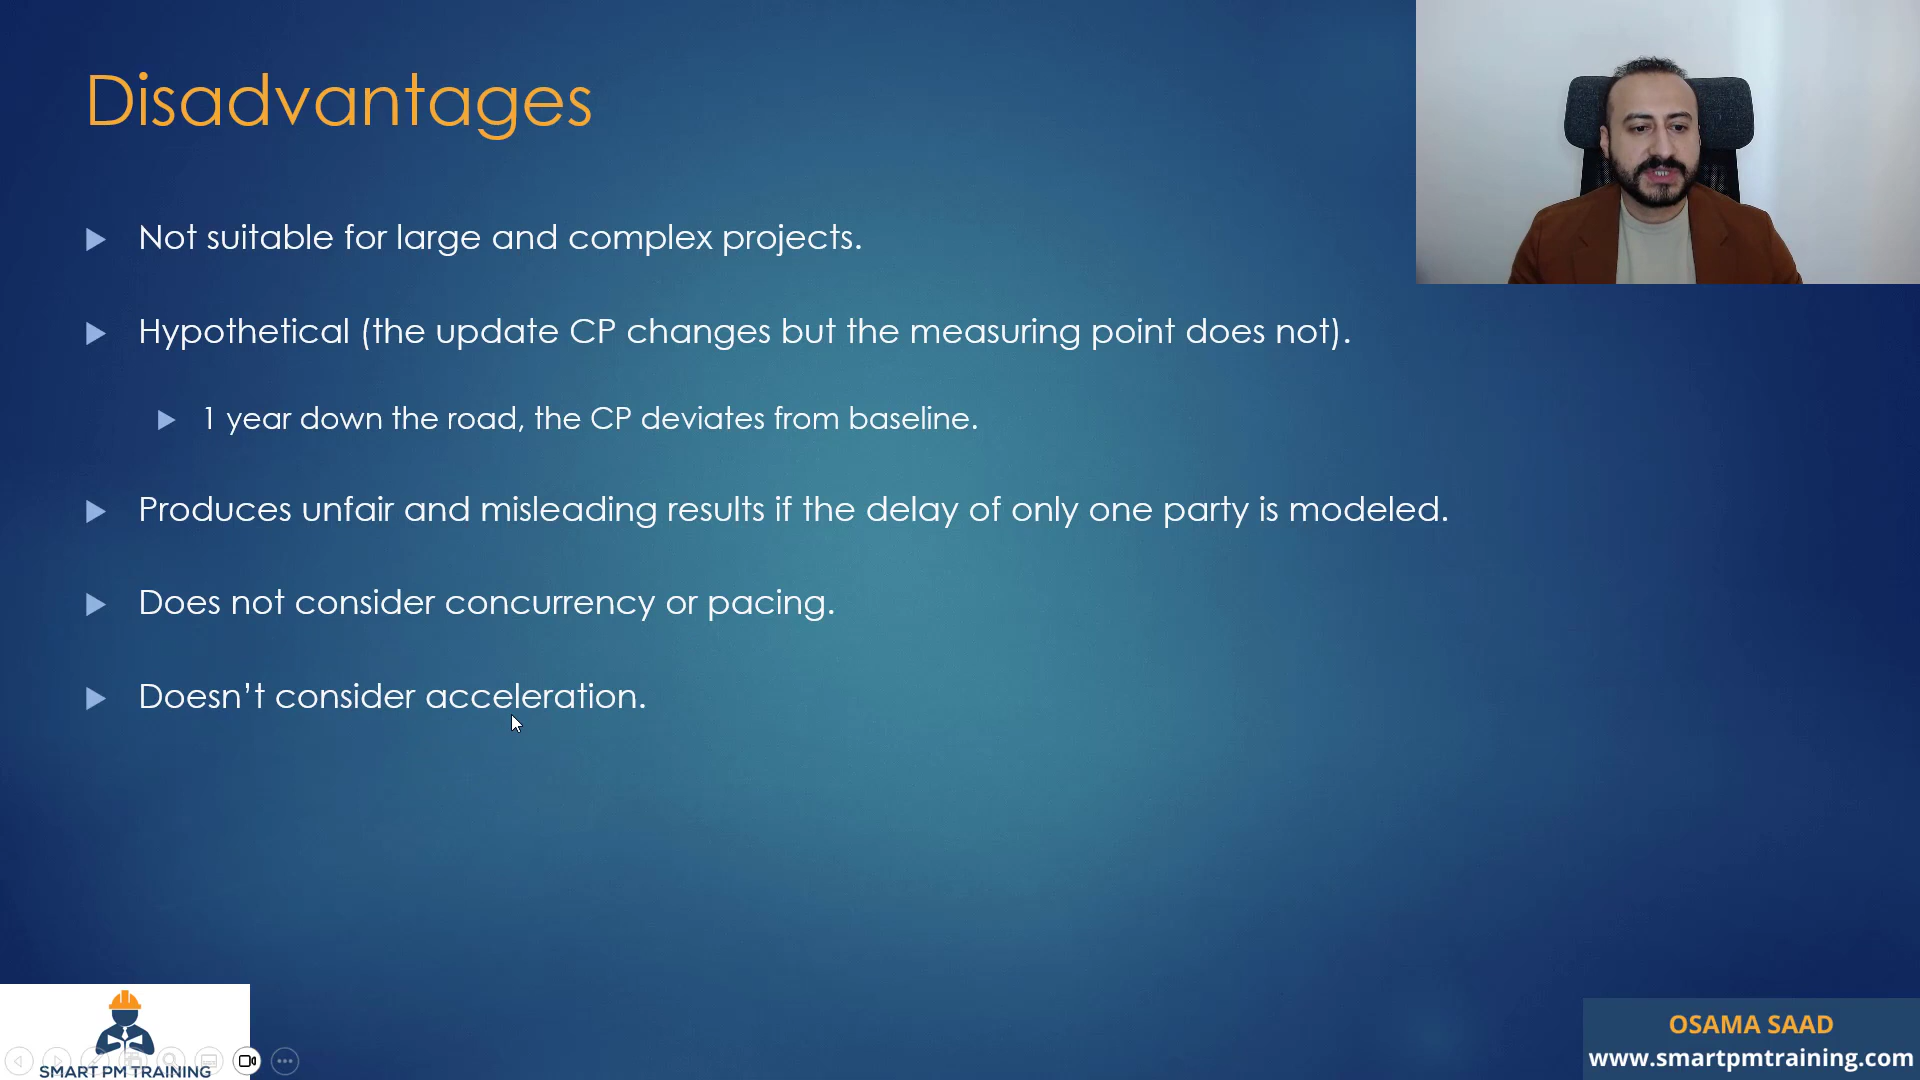 Disadvantages
Not suitable for large and complex projects.
Hypothetical (the update CP changes but the measuring point does not).
1 year down the road, the CP deviates from baseline.
Produces unfair and misleading results if the delay of only one party is modeled.
Does not consider concurrency or pacing.
Doesn’t consider acceleration.
SMART PM TRAINING
OSAMA SAAD
www.smartpmtraining.com